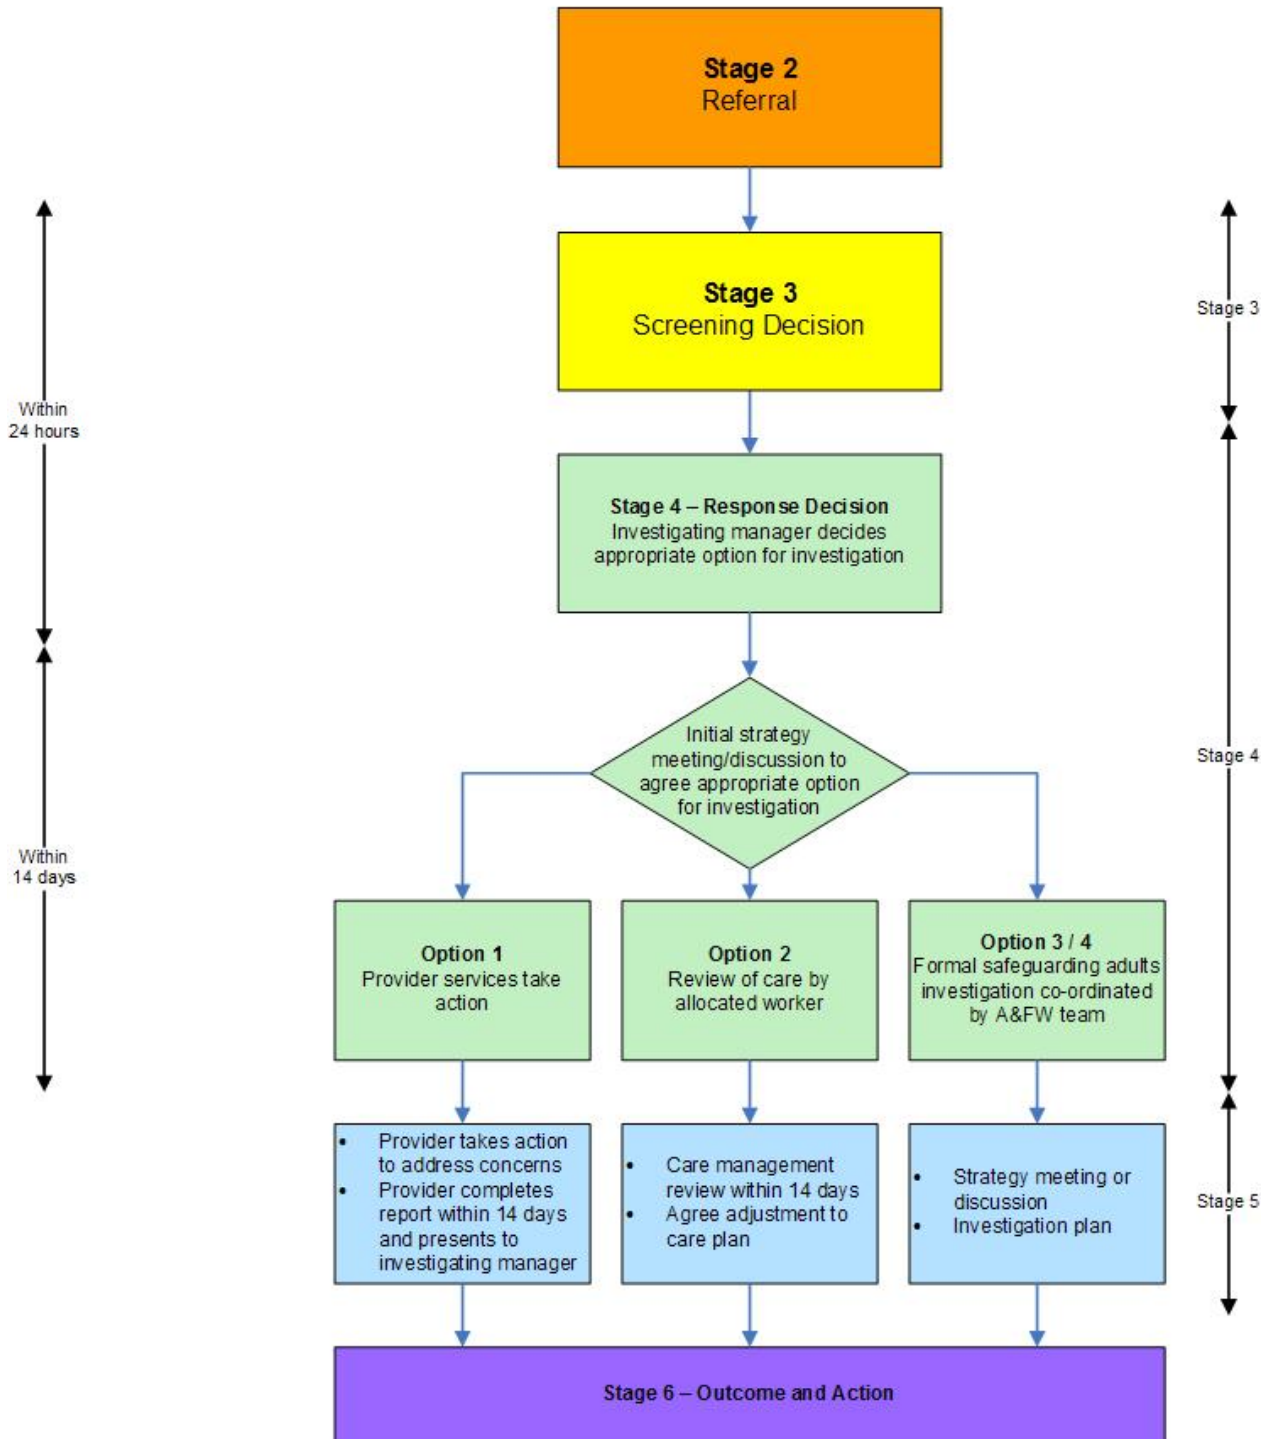 Stage 2
Referral
Stage 3
Screening Decision
Stage 3
Within
24 hours
Stage 4 – Response Decision
Investigating manager decides
appropriate option for investigation
Initial strategy
meeting/discussion to
agree appropriate option
for investigation
Stage 4
Within
14 days
Option 1
Provider services take
action
Option 2
Review of care by
allocated worker
Option 3 / 4
Formal safeguarding adults
investigation co-ordinated
by A&FW team
• Provider takes action
to address concerns
• Provider completes
report within 14 days
and presents to
investigating manager
• Care management
review within 14 days
• Agree adjustment to
care plan
• Strategy meeting or
discussion
• Investigation plan
Stage 5
Stage 6 – Outcome and Action